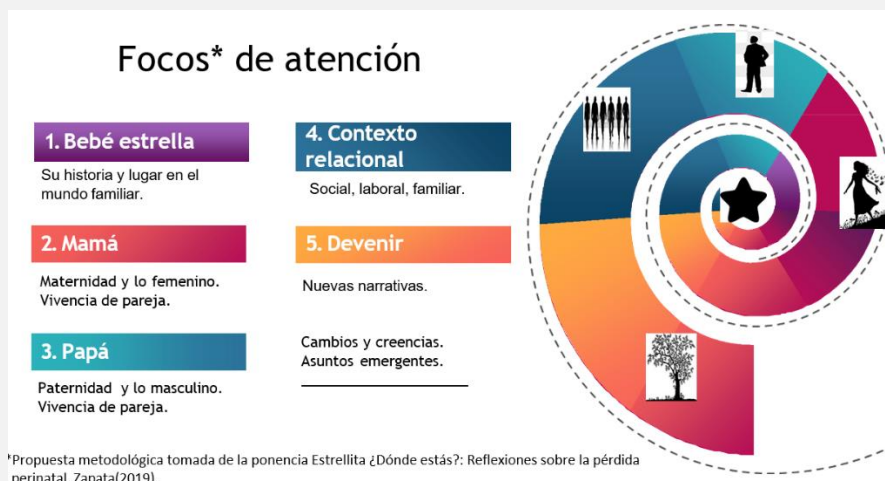 Focos* de atención
1. Bebé estrella
Su historia y lugar en el
mundo familiar.
2. Mamá
Maternidad y lo femenino.
Vivencia de pareja.
3. Papá
Paternidad y lo masculino.
Vivencia de pareja.
4. Contexto
relacional
Social, laboral, familiar.
5. Devenir
Nuevas narrativas.
Cambios y creencias.
Asuntos emergentes.
*Propuesta metodológica tomada de la ponencia Estrellita ¿Dónde estás?: Reflexiones sobre la pérdida
perinatal. Zapata(2019)